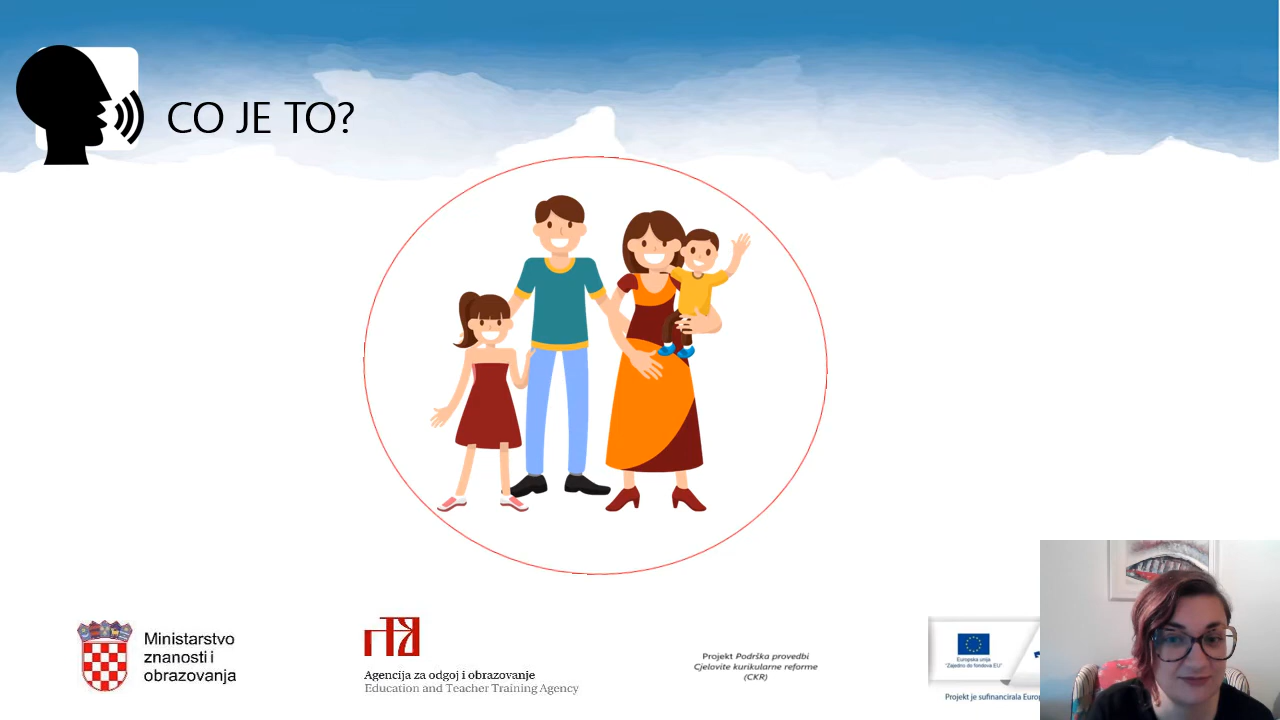 CO JE TO?
Ministarstvo
znanosti i
obrazovanja
Agencija za odgoj i obrazovanje
Education and Teacher Training Agency
Projekt Podrška provedbi
Cjelovite kurikularne reforme
(CKR)
Europska unija
"Zajedno do fondova EU"
Projekt je sufinancirala Europ